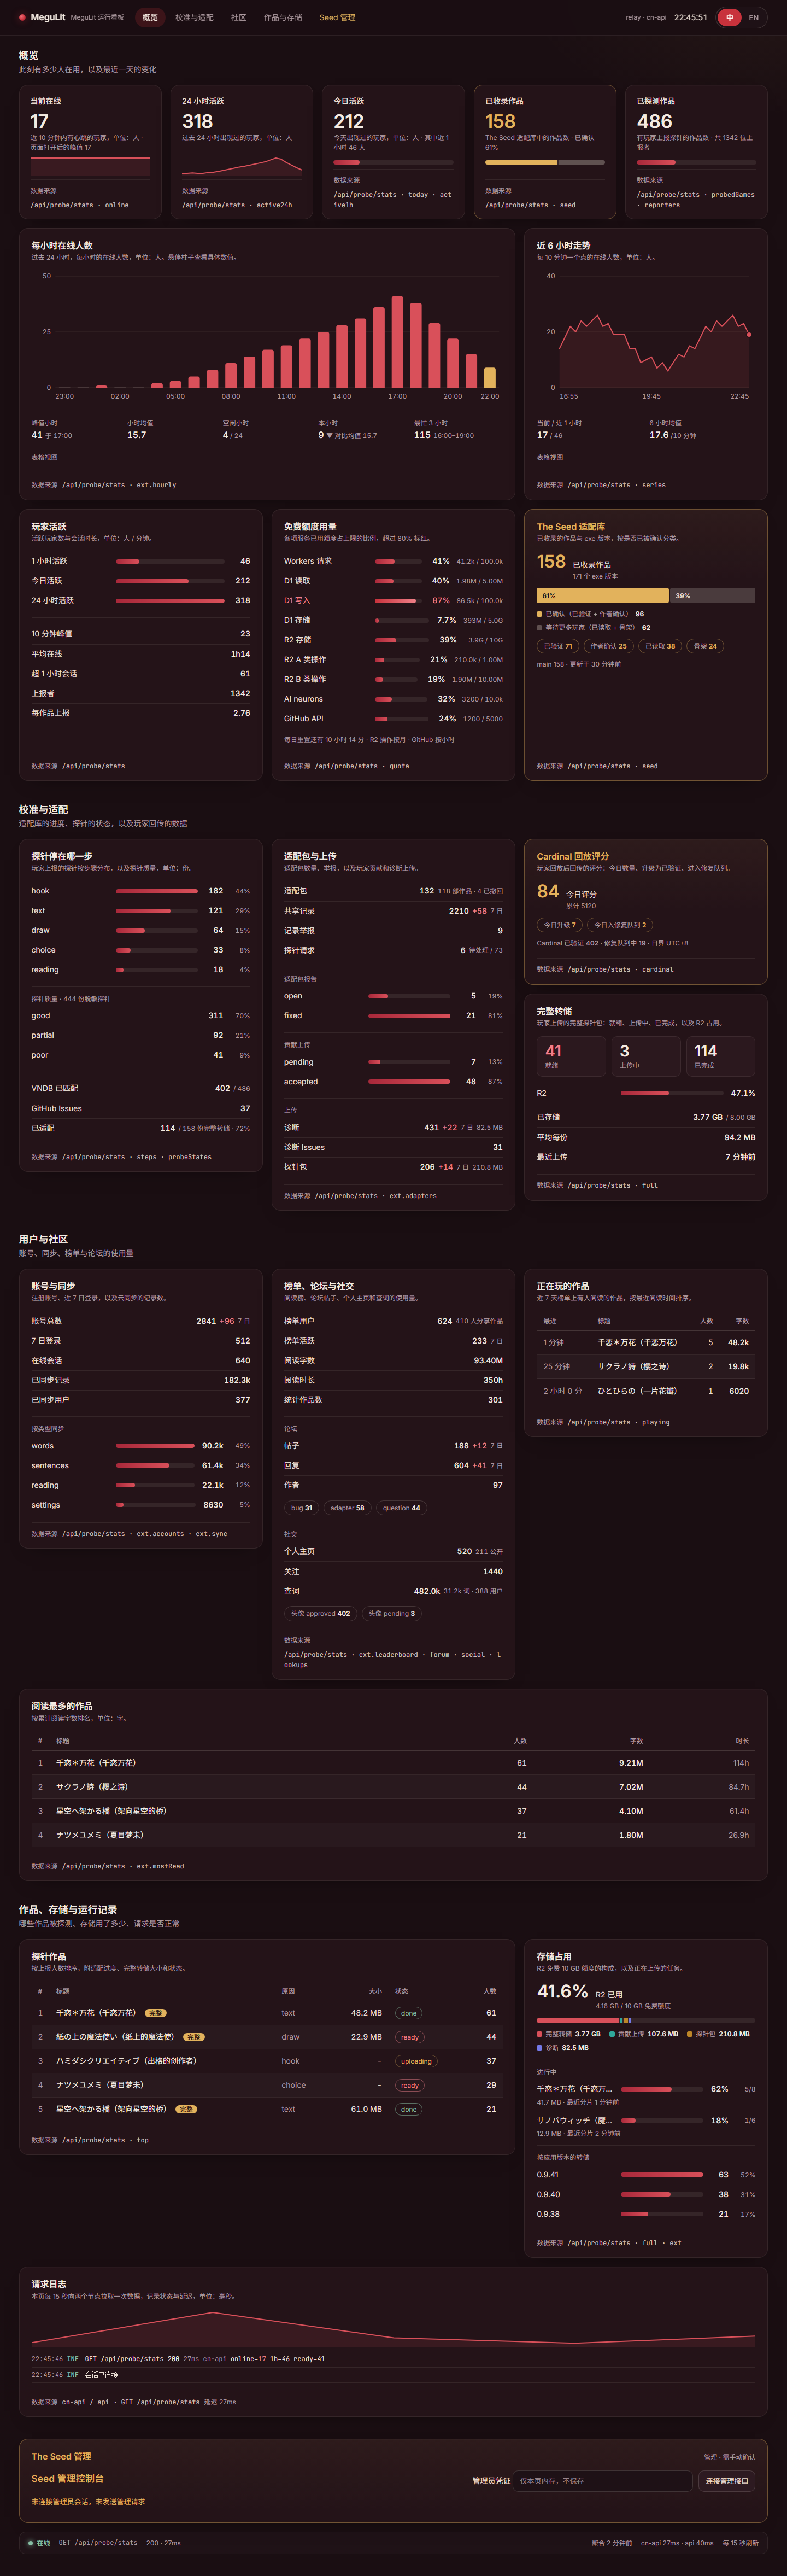 MeguLit MeguLit 运行看板 概览 校准与适配 社区 作品与存储 Seed 管理 relay · cn-api 22:45:51 中 EN
概览
此刻有多少人在用，以及最近一天的变化
当前在线
17
近 10 分钟内有心跳的玩家，单位：人 ·
页面打开后的峰值 17
数据来源
/api/probe/stats · online
24 小时活跃
318
过去 24 小时出现过的玩家，单位：人
数据来源
/api/probe/stats · active24h
今日活跃
212
今天出现过的玩家，单位：人 · 其中近 1
小时 46 人
数据来源
/api/probe/stats · today · act
ive1h
已收录作品
158
The Seed 适配库中的作品数 · 已确认
61%
数据来源
/api/probe/stats · seed
已探测作品
486
有玩家上报探针的作品数 · 共 1342 位上
报者
数据来源
/api/probe/stats · probedGames
· reporters
每小时在线人数
过去 24 小时，每小时的在线人数，单位：人。悬停柱子查看具体数值。
50
25
0
23:00 02:00 05:00 08:00 11:00 14:00 17:00 20:00 22:00
峰值小时 小时均值 空闲小时 本小时 最忙 3 小时
41 于 17:00 15.7 4 / 24 9 ▼ 对比均值 15.7 115 16:00–19:00
表格视图
数据来源 /api/probe/stats · ext.hourly
近 6 小时走势
每 10 分钟一个点的在线人数，单位：人。
40
20
0
16:55 19:45 22:45
当前 / 近 1 小时 6 小时均值
17 / 46 17.6 /10 分钟
表格视图
数据来源 /api/probe/stats · series
玩家活跃
活跃玩家数与会话时长，单位：人 / 分钟。
1 小时活跃 46
今日活跃 212
24 小时活跃 318
10 分钟峰值 23
平均在线 1h14
超 1 小时会话 61
上报者 1342
每作品上报 2.76
数据来源 /api/probe/stats
免费额度用量
各项服务已用额度占上限的比例，超过 80% 标红。
Workers 请求 41% 41.2k / 100.0k
D1 读取 40% 1.98M / 5.00M
D1 写入 87% 86.5k / 100.0k
D1 存储 7.7% 393M / 5.0G
R2 存储 39% 3.9G / 10G
R2 A 类操作 21% 210.0k / 1.00M
R2 B 类操作 19% 1.90M / 10.00M
AI neurons 32% 3200 / 10.0k
GitHub API 24% 1200 / 5000
每日重置还有 10 小时 14 分 · R2 操作按月 · GitHub 按小时
数据来源 /api/probe/stats · quota
The Seed 适配库
已收录的作品与 exe 版本，按是否已被确认分类。
158 已收录作品
171 个 exe 版本
61% 39%
已确认（已验证 + 作者确认） 96
等待更多玩家（已读取 + 骨架） 62
已验证 71 作者确认 25 已读取 38 骨架 24
main 158 · 更新于 30 分钟前
数据来源 /api/probe/stats · seed
校准与适配
适配库的进度、探针的状态，以及玩家回传的数据
探针停在哪一步
玩家上报的探针按步骤分布，以及探针质量，单位：份。
hook 182 44%
text 121 29%
draw 64 15%
choice 33 8%
reading 18 4%
探针质量 · 444 份脱敏探针
good 311 70%
partial 92 21%
poor 41 9%
VNDB 已匹配 402 / 486
GitHub Issues 37
已适配 114 / 158 份完整转储 · 72%
数据来源 /api/probe/stats · steps · probeStates
适配包与上传
适配包数量、举报，以及玩家贡献和诊断上传。
适配包 132 118 部作品 · 4 已撤回
共享记录 2210 +58 7 日
记录举报 9
探针请求 6 待处理 / 73
适配包报告
open 5 19%
fixed 21 81%
贡献上传
pending 7 13%
accepted 48 87%
上传
诊断 431 +22 7 日 82.5 MB
诊断 Issues 31
探针包 206 +14 7 日 210.8 MB
数据来源 /api/probe/stats · ext.adapters
Cardinal 回放评分
玩家回放后回传的评分：今日数量、升级为已验证、进入修复队列。
84 今日评分
累计 5120
今日升级 7 今日入修复队列 2
Cardinal 已验证 402 · 修复队列中 19 · 日界 UTC+8
数据来源 /api/probe/stats · cardinal
完整转储
玩家上传的完整探针包：就绪、上传中、已完成，以及 R2 占用。
41 3 114
就绪 上传中 已完成
R2 47.1%
已存储 3.77 GB / 8.00 GB
平均每份 94.2 MB
最近上传 7 分钟前
数据来源 /api/probe/stats · full
用户与社区
账号、同步、榜单与论坛的使用量
账号与同步
注册账号、近 7 日登录，以及云同步的记录数。
账号总数 2841 +96 7 日
7 日登录 512
在线会话 640
已同步记录 182.3k
已同步用户 377
按类型同步
words 90.2k 49%
sentences 61.4k 34%
reading 22.1k 12%
settings 8630 5%
数据来源 /api/probe/stats · ext.accounts · ext.sync
榜单、论坛与社交
阅读榜、论坛帖子、个人主页和查词的使用量。
榜单用户 624 410 人分享作品
榜单活跃 233 7 日
阅读字数 93.40M
阅读时长 350h
统计作品数 301
论坛
帖子 188 +12 7 日
回复 604 +41 7 日
作者 97
bug 31 adapter 58 question 44
社交
个人主页 520 211 公开
关注 1440
查词 482.0k 31.2k 词 · 388 用户
头像 approved 402 头像 pending 3
数据来源
/api/probe/stats · ext.leaderboard · forum · social · l
ookups
正在玩的作品
近 7 天榜单上有人阅读的作品，按最近阅读时间排序。
最近 标题 人数 字数
1 分钟 千恋＊万花（千恋万花） 5 48.2k
25 分钟 サクラノ詩（樱之诗） 2 19.8k
2 小时 0 分 ひとひらの（一片花瓣） 1 6020
数据来源 /api/probe/stats · playing
阅读最多的作品
按累计阅读字数排名，单位：字。
# 标题 人数 字数 时长
1 千恋＊万花（千恋万花） 61 9.21M 114h
2 サクラノ詩（樱之诗） 44 7.02M 84.7h
3 星空へ架かる橋（架向星空的桥） 37 4.10M 61.4h
4 ナツメユメミ（夏目梦未） 21 1.80M 26.9h
数据来源 /api/probe/stats · ext.mostRead
作品、存储与运行记录
哪些作品被探测、存储用了多少、请求是否正常
探针作品
按上报人数排序，附适配进度、完整转储大小和状态。
# 标题 原因 大小 状态 人数
1 千恋＊万花（千恋万花） 完整 text 48.2 MB done 61
2 紙の上の魔法使い（纸上的魔法使） 完整 draw 22.9 MB ready 44
3 ハミダシクリエイティブ（出格的创作者） hook - uploading 37
4 ナツメユメミ（夏目梦未） choice - ready 29
5 星空へ架かる橋（架向星空的桥） 完整 text 61.0 MB done 21
数据来源 /api/probe/stats · top
存储占用
R2 免费 10 GB 额度的构成，以及正在上传的任务。
41.6% R2 已用
4.16 GB / 10 GB 免费额度
完整转储 3.77 GB 贡献上传 107.6 MB 探针包 210.8 MB
诊断 82.5 MB
进行中
千恋＊万花（千恋万... 62% 5/8
41.7 MB · 最近分片 1 分钟前
サノバウィッチ（魔... 18% 1/6
12.9 MB · 最近分片 2 分钟前
按应用版本的转储
0.9.41 63 52%
0.9.40 38 31%
0.9.38 21 17%
数据来源 /api/probe/stats · full · ext
请求日志
本页每 15 秒向两个节点拉取一次数据，记录状态与延迟，单位：毫秒。
22:45:46 INF GET /api/probe/stats 200 27ms cn-api online=17 1h=46 ready=41
22:45:46 INF 会话已连接
数据来源 cn-api / api · GET /api/probe/stats 延迟 27ms
The Seed 管理 管理 · 需手动确认
Seed 管理控制台 管理员凭证 仅本页内存，不保存 连接管理接口
未连接管理员会话，未发送管理请求
在线 GET /api/probe/stats 200 · 27ms 聚合 2 分钟前 cn-api 27ms · api 40ms 每 15 秒刷新